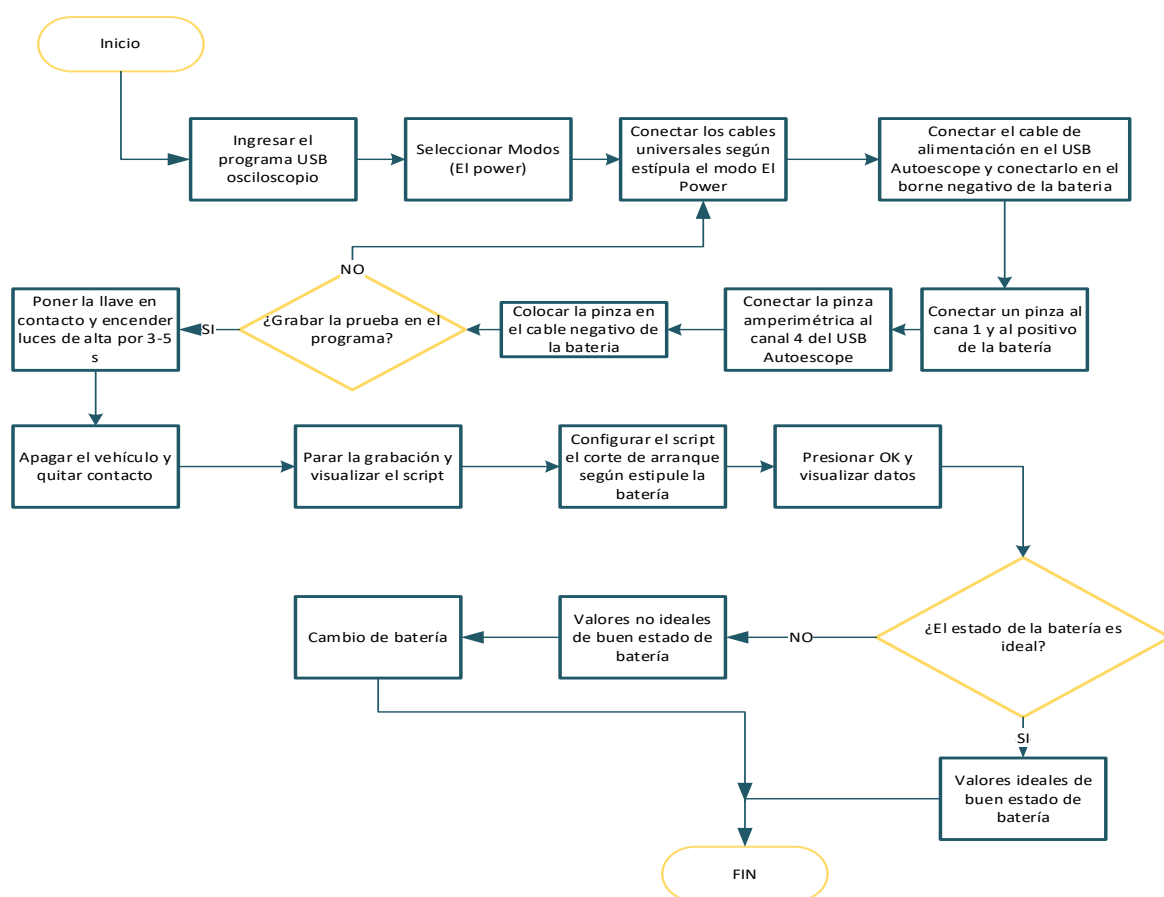 Inicio
Ingresar el
programa USB
osciloscopio
Seleccionar Modos
(El power)
Conectar los cables
universales según
estípula el modo El
Power
Conectar el cable de
alimentación en el USB
Autoescope y conectarlo en el
borne negativo de la bateria
Conectar un pinza al
cana 1 y al positivo
de la batería
Conectar la pinza
amperimétrica al
canal 4 del USB
Autoescope
Colocar la pinza en
el cable negativo de
la bateria
¿Grabar la prueba en el
programa?
NO
SI
Poner la llave en
contacto y encender
luces de alta por 3-5
s
Apagar el vehículo y
quitar contacto
Parar la grabación y
visualizar el script
Configurar el script
el corte de arranque
según estipule la
batería
Presionar OK y
visualizar datos
¿El estado de la batería es
ideal?
NO
Valores no ideales
de buen estado de
batería
Cambio de batería
SI
Valores ideales de
buen estado de
batería
FIN